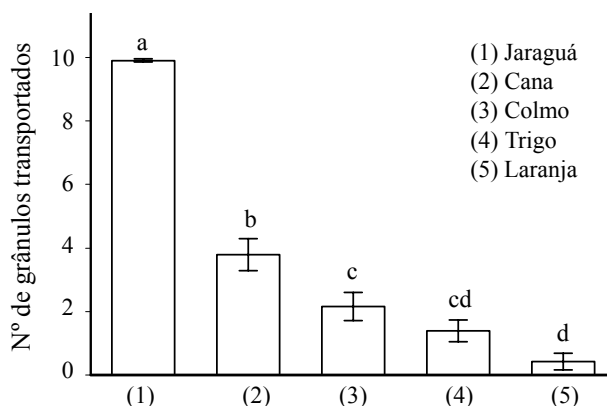 Nº de grânulos transportados
10
8
6
4
2
0
a
b
c
cd
d
(1) Jaraguá
(2) Cana
(3) Colmo
(4) Trigo
(5) Laranja
(1)
(2)
(3)
(4)
(5)